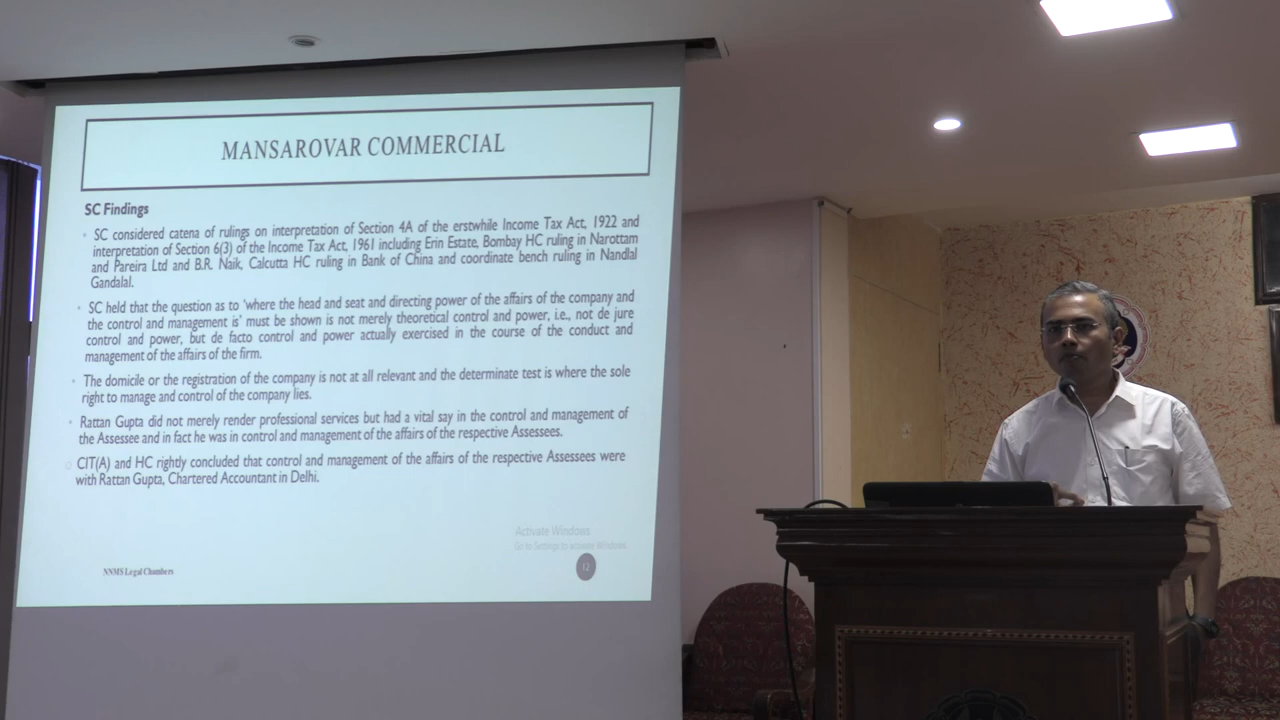 MANSAROVAR COMMERCIAL
SC Findings
SC considered catena of rulings on interpretation of Section 4A of the erstwhile Income Tax Act, 1922 and
interpretation of Section 6(3) of the Income Tax Act, 1961 including Erin Estate, Bombay HC ruling in Narottam
and Pareira Ltd and B.R. Naik, Calcutta HC ruling in Bank of China and coordinate bench ruling in Nandlal
Gandalal.
SC held that the question as to 'where the head and seat and directing power of the affairs of the company and
the control and management is' must be shown is not merely theoretical control and power, i.e., not de jure
control and power, but de facto control and power actually exercised in the course of the conduct and
management of the affairs of the firm.
The domicile or the registration of the company is not at all relevant and the determinate test is where the sole
right to manage and control of the company lies.
Rattan Gupta did not merely render professional services but had a vital say in the control and management of
the Assessee and in fact he was in control and management of the affairs of the respective Assessees.
CIT(A) and HC rightly concluded that control and management of the affairs of the respective Assessees were
with Rattan Gupta, Chartered Accountant in Delhi.
Activate Windows
Go to Settings to activate Windows.
NNMS Legal Chambers
12